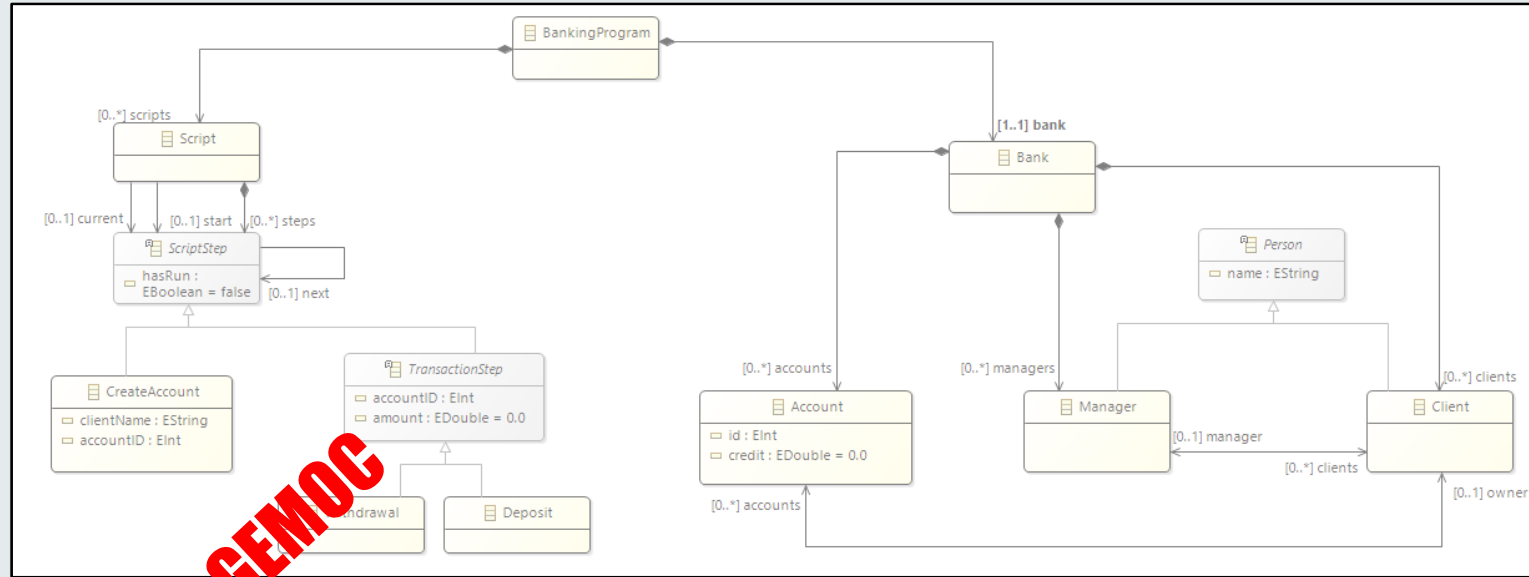 BankingProgram
[0..*] scripts
Script
[1..1] bank
Bank
[0..1] current
[0..1] start
[0..*] steps
ScriptStep
hasRun :
EBoolean = false
[0..1] next
Person
name : EString
CreateAccount
clientName : EString
accountID : EInt
TransactionStep
accountID : EInt
amount : EDouble = 0.0
[0..*] accounts
[0..*] managers
[0..*] clients
Account
id : EInt
credit : EDouble = 0.0
Manager
Client
[0..1] manager
[0..*] clients
[0..*] accounts
[0..1] owner
thdrawal
Deposit
GEMOC